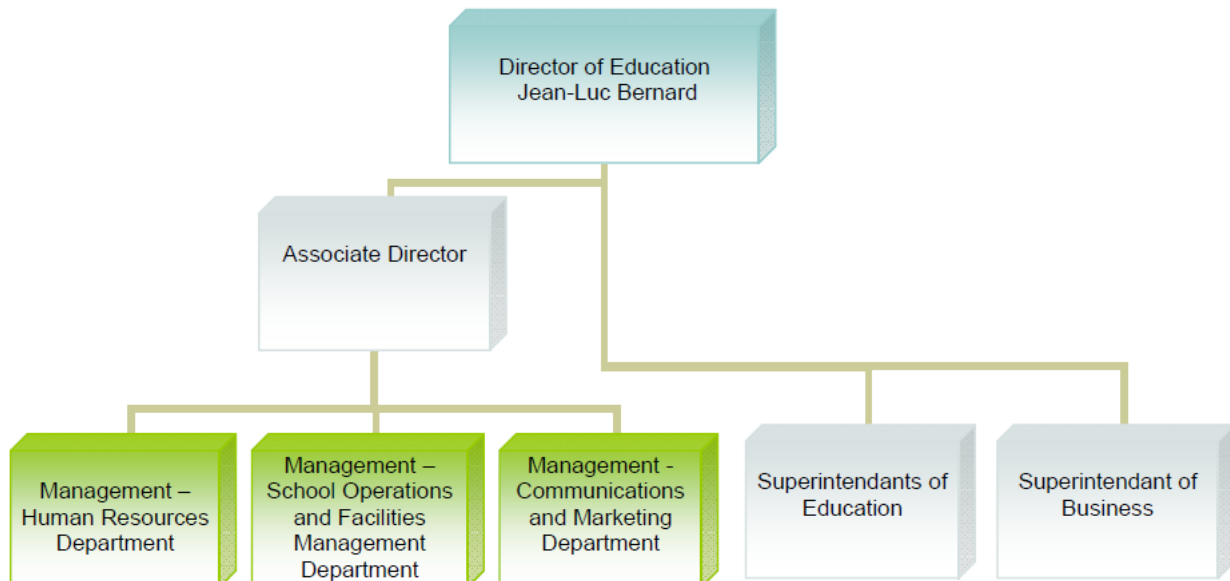 Director of Education
Jean-Luc Bernard
Associate Director
Management –
Human Resources
Department
Management –
School Operations
and Facilities
Management
Department
Management -
Communications
and Marketing
Department
Superintendants of
Education
Superintendant of
Business